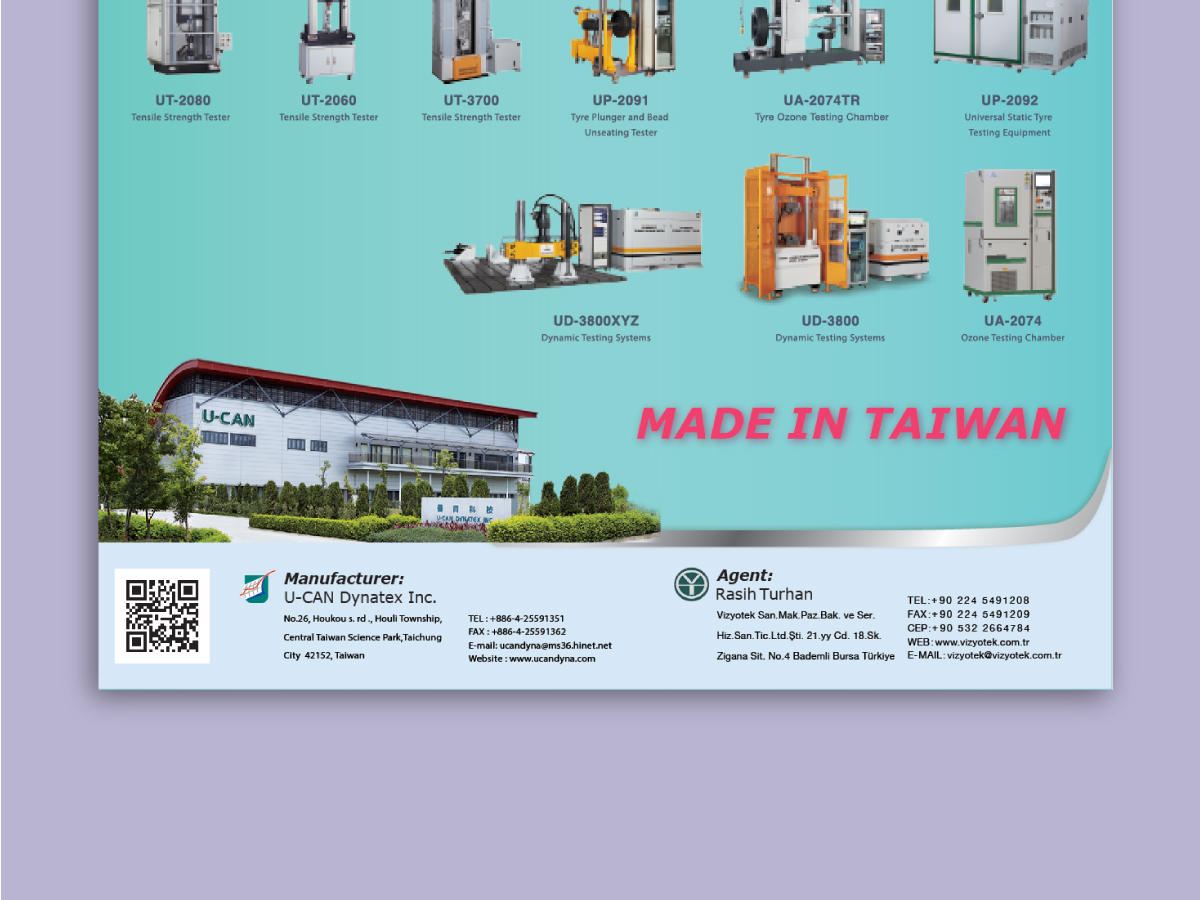 UT-2080
Tensile Strength Tester
UT-2060
Tensile Strength Tester
UT-3700
Tensile Strength Tester
UP-2091
Tyre Plunger and Bead
Unseating Tester
UA-2074TR
Tyre Ozone Testing Chamber
UP-2092
Universal Static Tyre
Testing Equipment
UD-3800XYZ
Dynamic Testing Systems
UD-3800
Dynamic Testing Systems
UA-2074
Ozone Testing Chamber
U-CAN
MADE IN TAIWAN
科技
U-CAN DYNATEX INC.
Manufacturer:
U-CAN Dynatex Inc.
No.26, Houkou s. rd ., Houli Township,
Central Taiwan Science Park,Taichung
City 42152, Taiwan
TEL : +886-4-25591351
FAX : +886-4-25591362
E-mail: ucandyna@ms36.hinet.net
Website : www.ucandyna.com
Agent:
Rasih Turhan
Vizyotek San.Mak.Paz.Bak. ve Ser.
Hiz.San.Tic.Ltd.Şti. 21.yy Cd. 18.Sk.
Zigana Sit. No.4 Bademli Bursa Türkiye
TEL:+90 224 5491208
FAX:+90 224 5491209
CEP:+90 532 2664784
WEB:www.vizyotek.com.tr
E-MAIL:vizyotek@vizyotek.com.tr